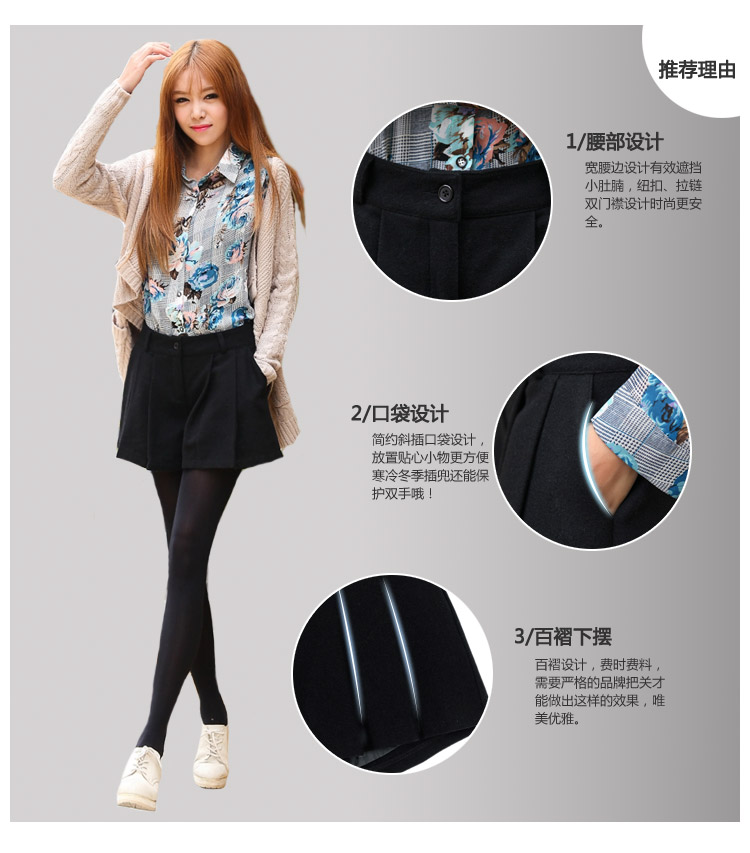 推荐理由
1/腰部设计
宽腰边设计有效遮挡
小肚腩，纽扣、拉链
双门襟设计时尚更安
全。
2/口袋设计
简约斜插口袋设计，
放置贴心小物更方便
寒冷冬季插兜还能保
护双手哦！
3/百褶下摆
百褶设计，费时费料，
需要严格的品牌把关才
能做出这样的效果，唯
美优雅。